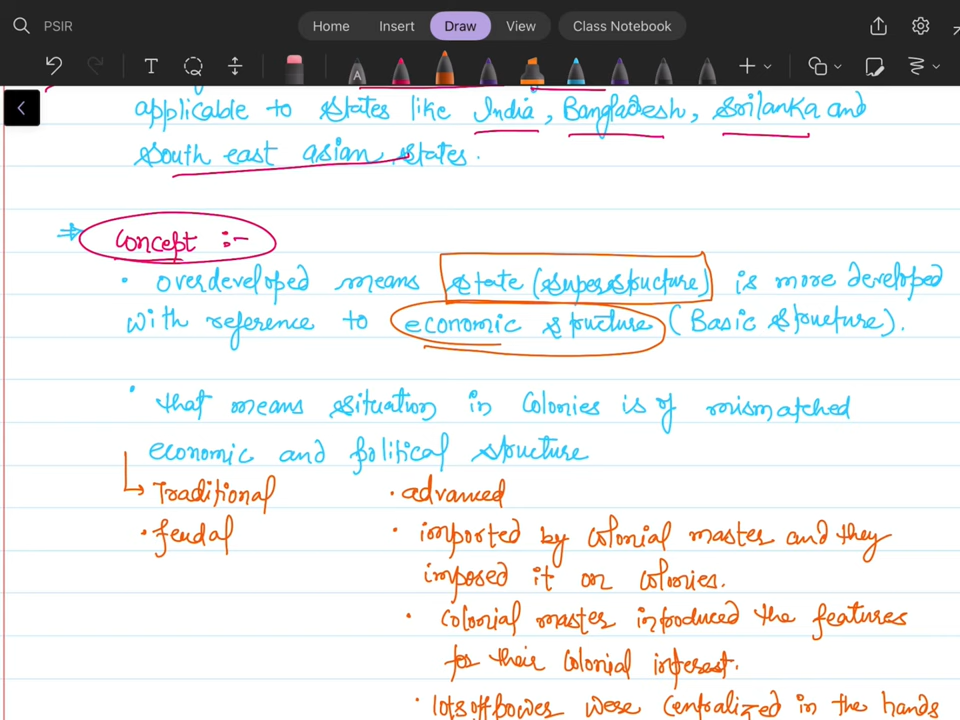 PSIR
Home Insert Draw View Class Notebook
applicable to states like India, Bangladesh, Srilanka and
South east asian states.
Concept :-
• Overdeveloped means state (superstructure) is more developed
with reference to economic structure (Basic structure).
• that means situation in colonies is of mismatched
economic and political structure
Traditional • advanced
• feudal • imported by colonial master and they
imposed it on colonies.
• Colonial master introduced the features
for their colonial interest.
• lots off power were centralized in the hands